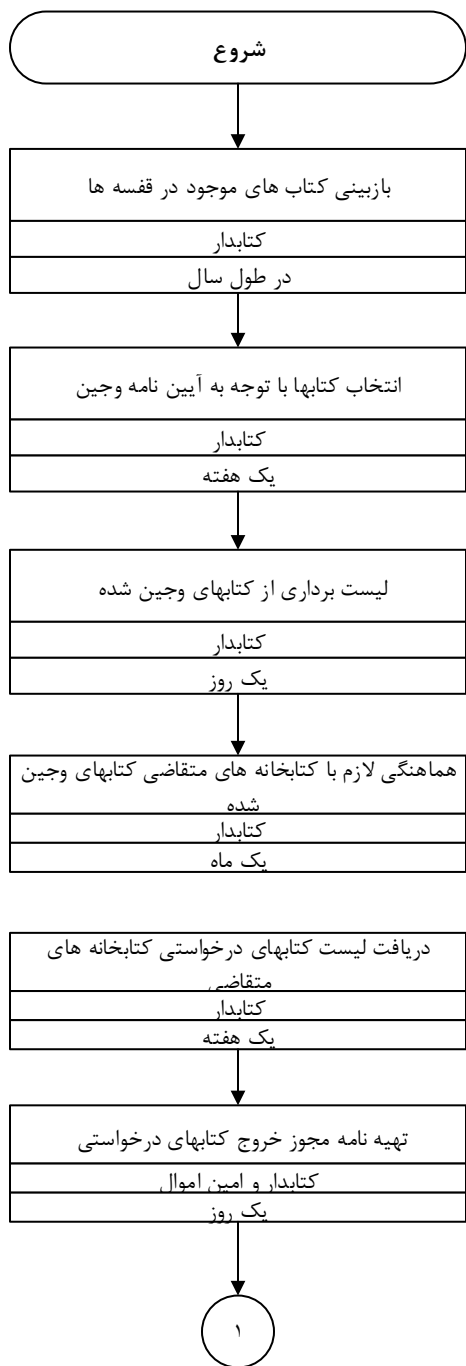 شروع
بازبینی کتاب های موجود در قفسه ها
کتابدار
در طول سال
انتخاب کتابها با توجه به آیین نامه وجین
کتابدار
یک هفته
لیست برداری از کتابهای وجین شده
کتابدار
یک روز
هماهنگی لازم با کتابخانه های متقاضی کتابهای وجین
شده
کتابدار
یک ماه
دریافت لیست کتابهای درخواستی کتابخانه های
متقاضی
کتابدار
یک هفته
تهیه نامه مجوز خروج کتابهای درخواستی
کتابدار و امین اموال
یک روز
۱